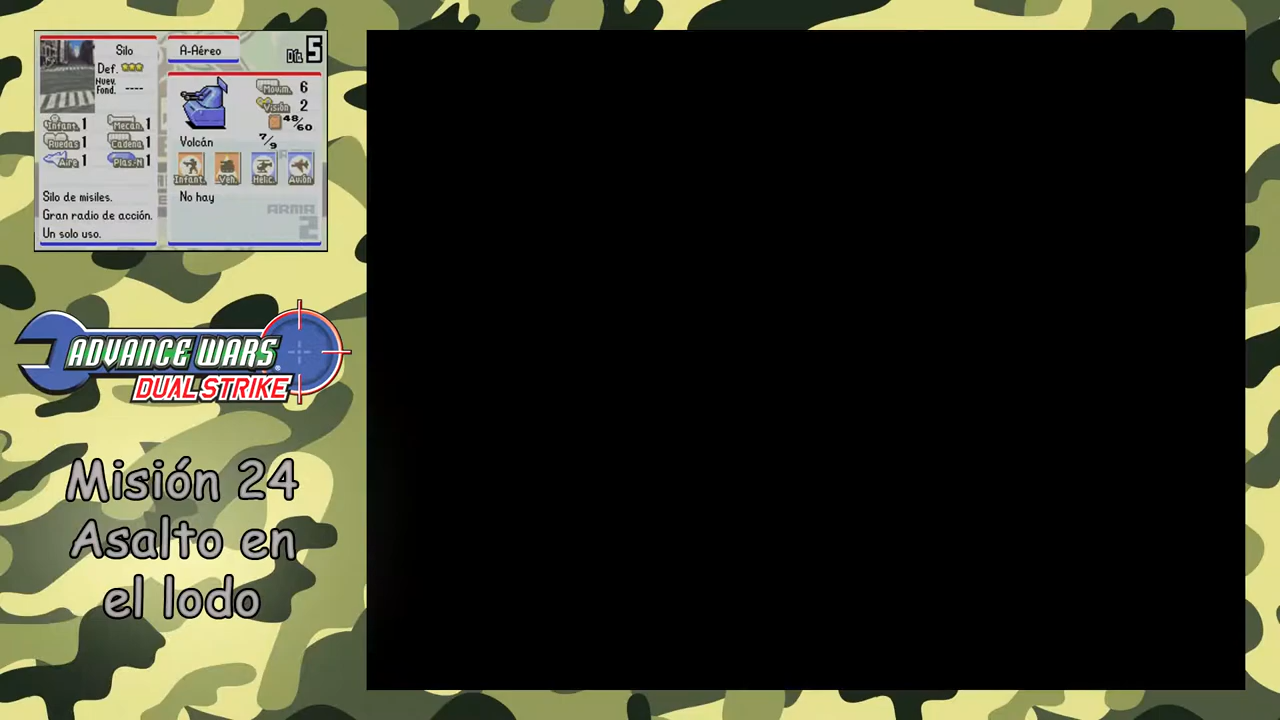 Silo
Def.
Nuev.
Fond. ----
Infant. 1
Mecán. 1
Ruedas 1
Cadena 1
Aire 1
Plas.-M 1
Silo de misiles.
Gran radio de acción.
Un solo uso.
A-Aéreo
Día 5
Movim. 6
Visión 2
48/60
Volcán
7/9
Infant.
Veh.
Helic.
Avión
No hay
ARMA
2
ADVANCE WARS
DUAL STRIKE
Misión 24
Asalto en
el lodo